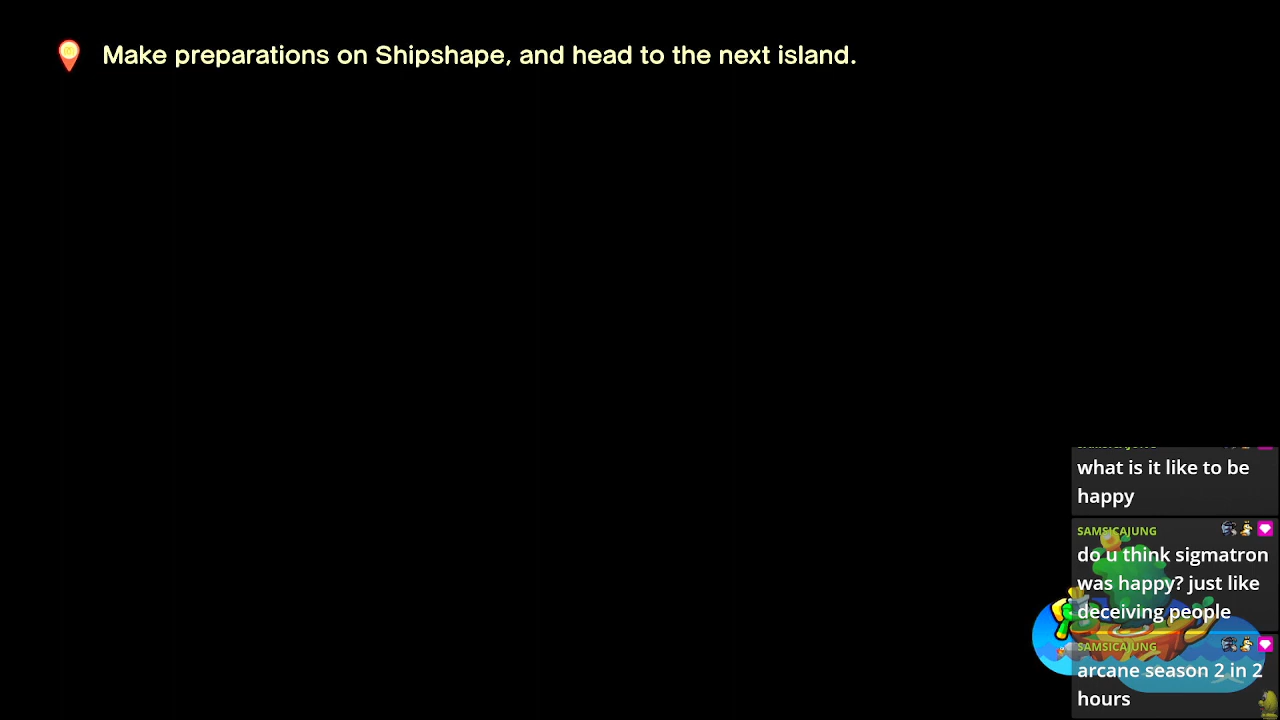 Make preparations on Shipshape, and head to the next island.
what is it like to be
happy
SAMSICAJUNG
do u think sigmatron
was happy? just like
deceiving people
SAMSICAJUNG
arcane season 2 in 2
hours